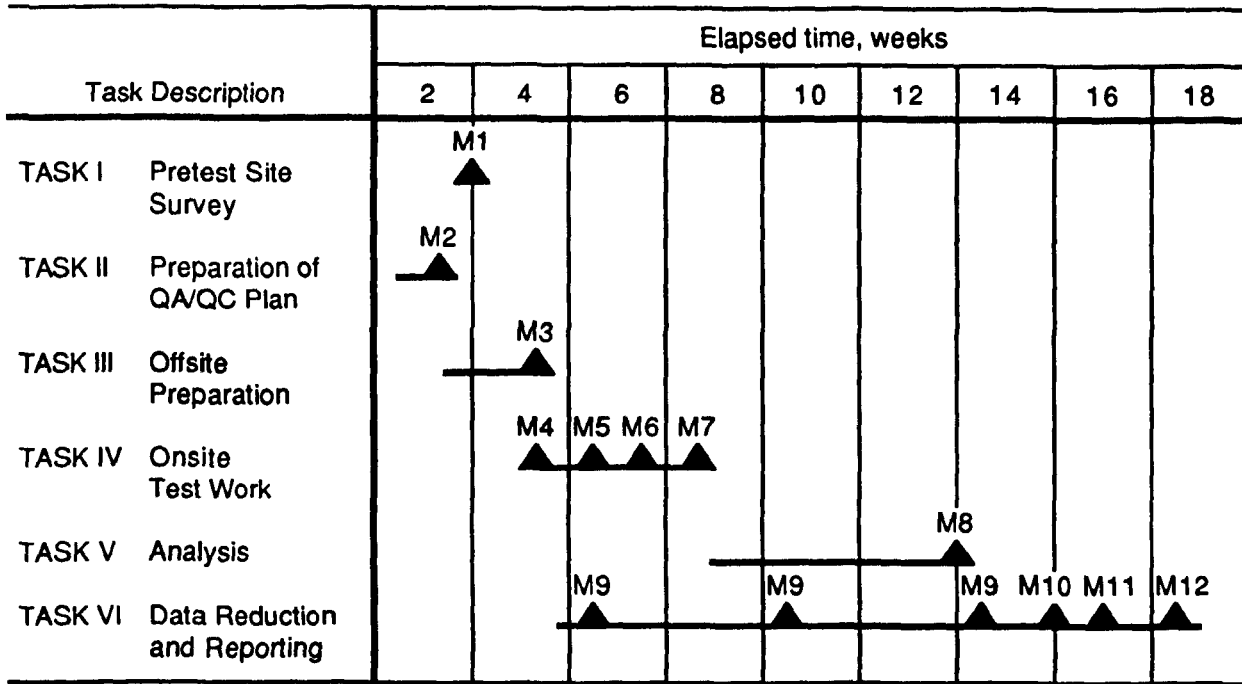 Elapsed time, weeks
Task Description 2 4 6 8 10 12 14 16 18
M1
TASK I Pretest Site
Survey
M2
TASK II Preparation of
QA/QC Plan
M3
TASK III Offsite
Preparation
M4 M5 M6 M7
TASK IV Onsite
Test Work
M8
TASK V Analysis
M9 M9 M9 M10 M11 M12
TASK VI Data Reduction
and Reporting